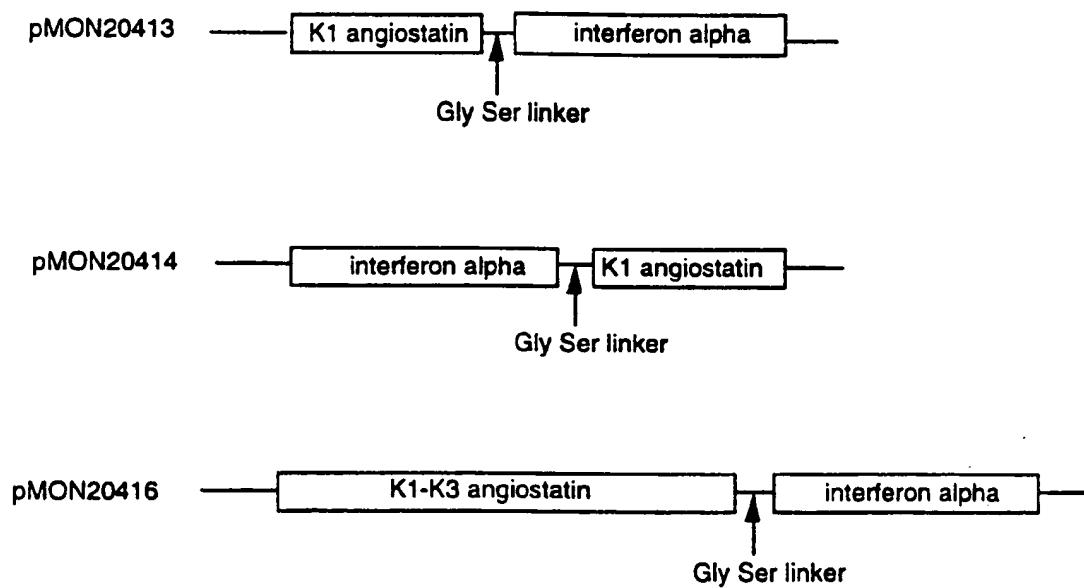 pMON20413 K1 angiostatin interferon alpha
Gly Ser linker
pMON20414 interferon alpha K1 angiostatin
Gly Ser linker
pMON20416 K1-K3 angiostatin interferon alpha
Gly Ser linker